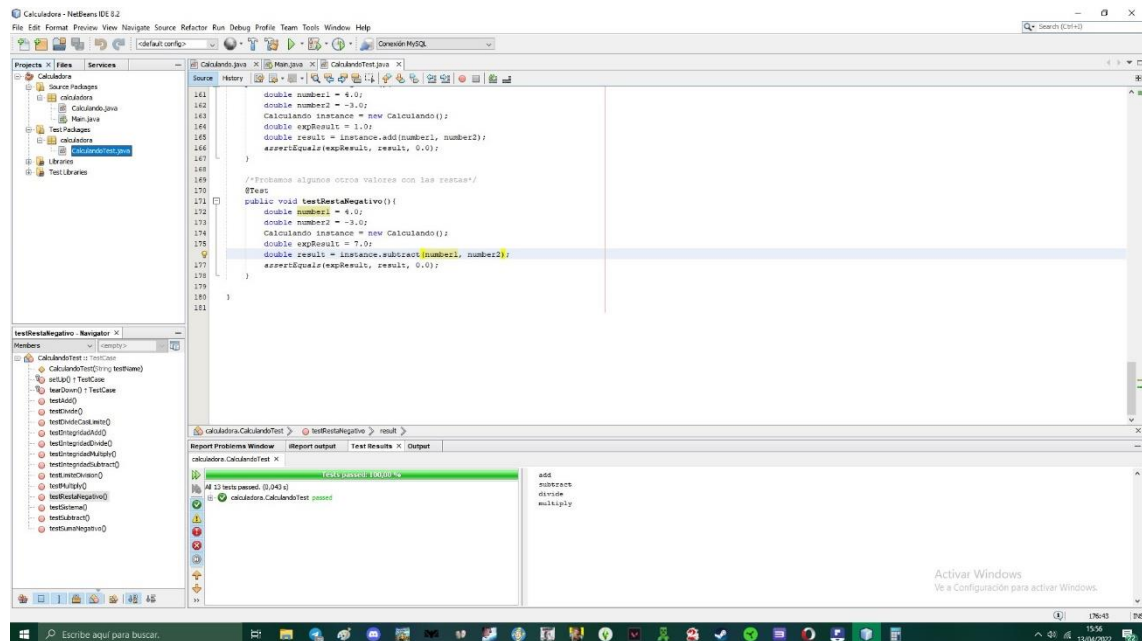 Calculadora - NetBeans IDE 8.2
File Edit Format Preview View Navigate Source Refactor Run Debug Profile Team Tools Window Help
Search (Ctrl+I)
<default config>
Conexión MySQL
Projects Files Services
Calculadora
Source Packages
calculadora
Calculando.java
Main.java
Test Packages
calculadora
CalculandoTest.java
Libraries
Test Libraries
Calculando.java Main.java CalculandoTest.java
Source History
161 double number1 = 4.0;
162 double number2 = -3.0;
163 Calculando instance = new Calculando();
164 double expResult = 1.0;
165 double result = instance.add(number1, number2);
166 assertEquals(expResult, result, 0.0);
167 }
168
169 /*Probamos algunos otros valores con las restas*/
170 @Test
171 public void testRestaNegativo(){
172 double number1 = 4.0;
173 double number2 = -3.0;
174 Calculando instance = new Calculando();
175 double expResult = 7.0;
double result = instance.subtract(number1, number2);
177 assertEquals(expResult, result, 0.0);
178 }
179
180 }
181
testRestaNegativo - Navigator
Members <empty>
CalculandoTest :: TestCase
CalculandoTest(String testName)
setUp() ↑ TestCase
tearDown() ↑ TestCase
testAdd()
testDivide()
testDivideCasiLimite()
testIntegridadAdd()
testIntegridadDivide()
testIntegridadMultiply()
testIntegridadSubtract()
testLimiteDivision()
testMultiply()
testRestaNegativo()
testSistema()
testSubtract()
testSumaNegativo()
calculadora.CalculandoTest testRestaNegativo result
Report Problems Window iReport output Test Results Output
calculadora.CalculandoTest
Tests passed: 100,00 %
All 13 tests passed. (0,043 s)
calculadora.CalculandoTest passed
add
subtract
divide
multiply
Activar Windows
Ve a Configuración para activar Windows.
176:43 INS
Escribe aquí para buscar.
15:56
13/04/2022